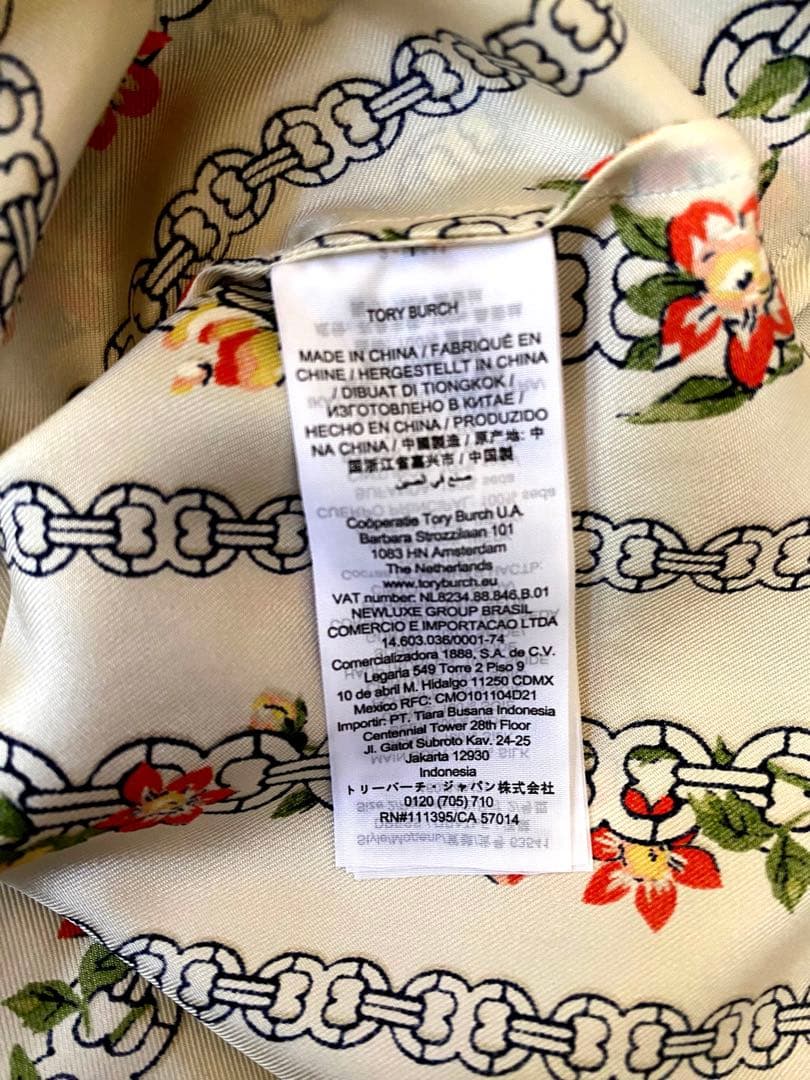 TORY BURCH
MADE IN CHINA / FABRIQUÉ EN
CHINE / HERGESTELLT IN CHINA
/ DIBUAT DI TIONGKOK /
ИЗГОТОВЛЕНО В КИТАЕ /
HECHO EN CHINA / PRODUZIDO
NA CHINA / 中國製造 / 原产地: 中
国浙江省嘉兴市 / 中国製
صنع في الصين
Coöperatie Tory Burch U.A.
Barbara Strozzilaan 101
1083 HN Amsterdam
The Netherlands
www.toryburch.eu
VAT number: NL8234.88.846.B.01
NEWLUXE GROUP BRASIL
COMERCIO E IMPORTACAO LTDA
14.603.036/0001-74
Comercializadora 1888, S.A. de C.V.
Legaria 549 Torre 2 Piso 9
10 de abril M. Hidalgo 11250 CDMX
Mexico RFC: CMO101104D21
Importir: PT. Tiara Busana Indonesia
Centennial Tower 28th Floor
Jl. Gatot Subroto Kav. 24-25
Jakarta 12930
Indonesia
トリーバーチ・ジャパン株式会社
0120 (705) 710
RN#111395/CA 57014